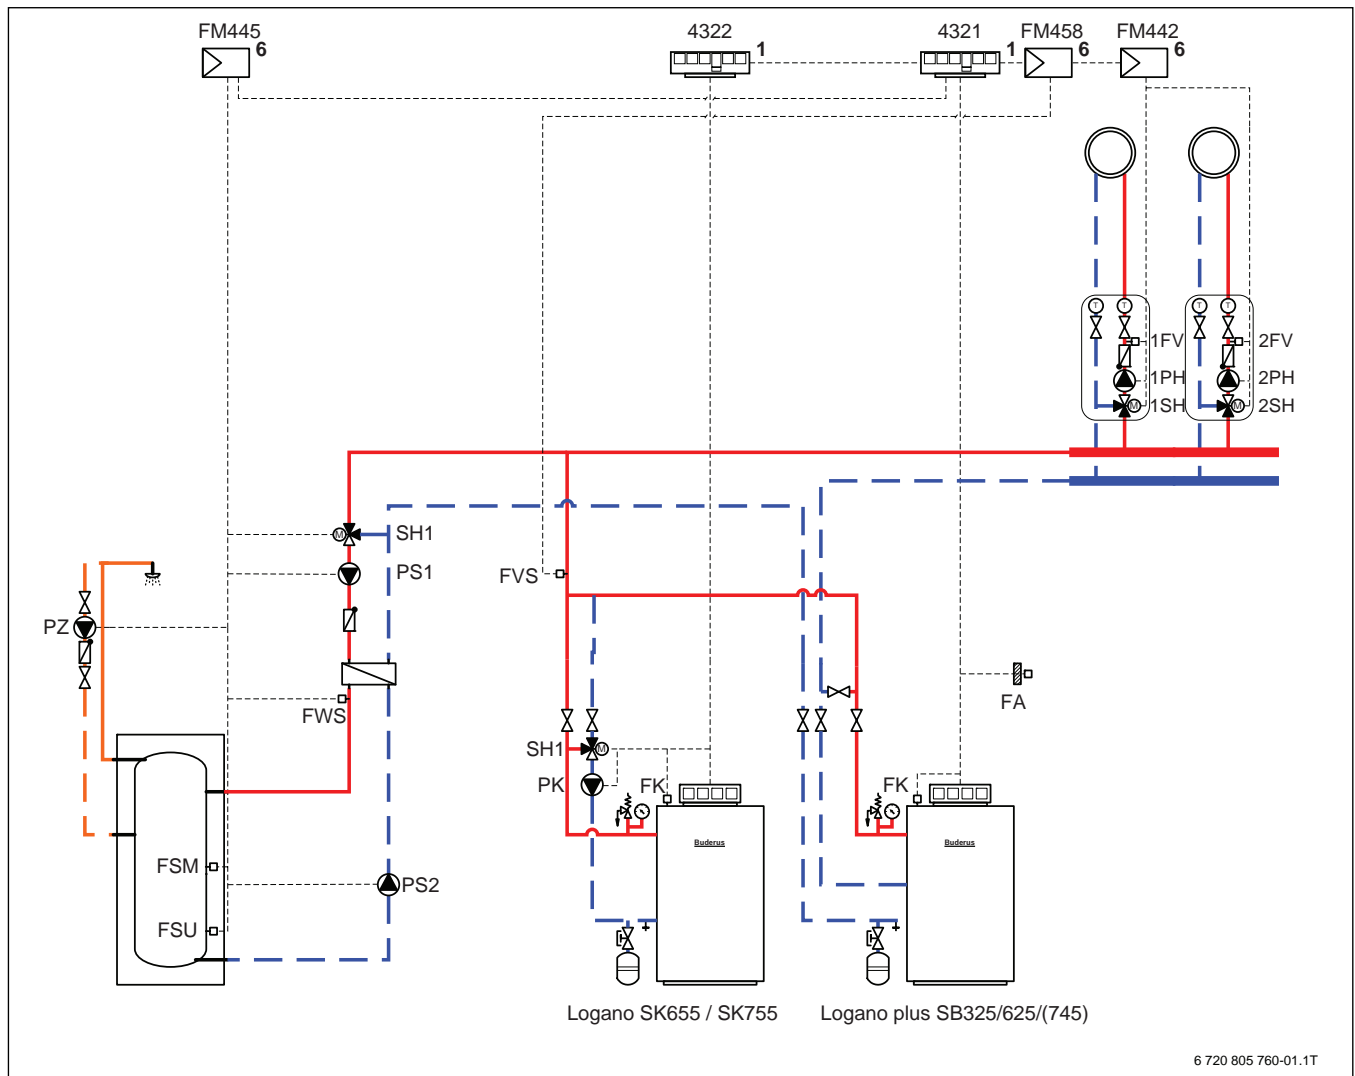 FM445 4322 4321 FM458 FM442
6 1 1 6 6
T T T T
1FV 2FV
1PH 2PH
M 1SH M 2SH
M SH1
PS1 FVS
PZ
FWS FA
SH1 M
PK FK FK
Buderus Buderus
FSM
PS2
FSU
Logano SK655 / SK755 Logano plus SB325/625/(745)
6 720 805 760-01.1T